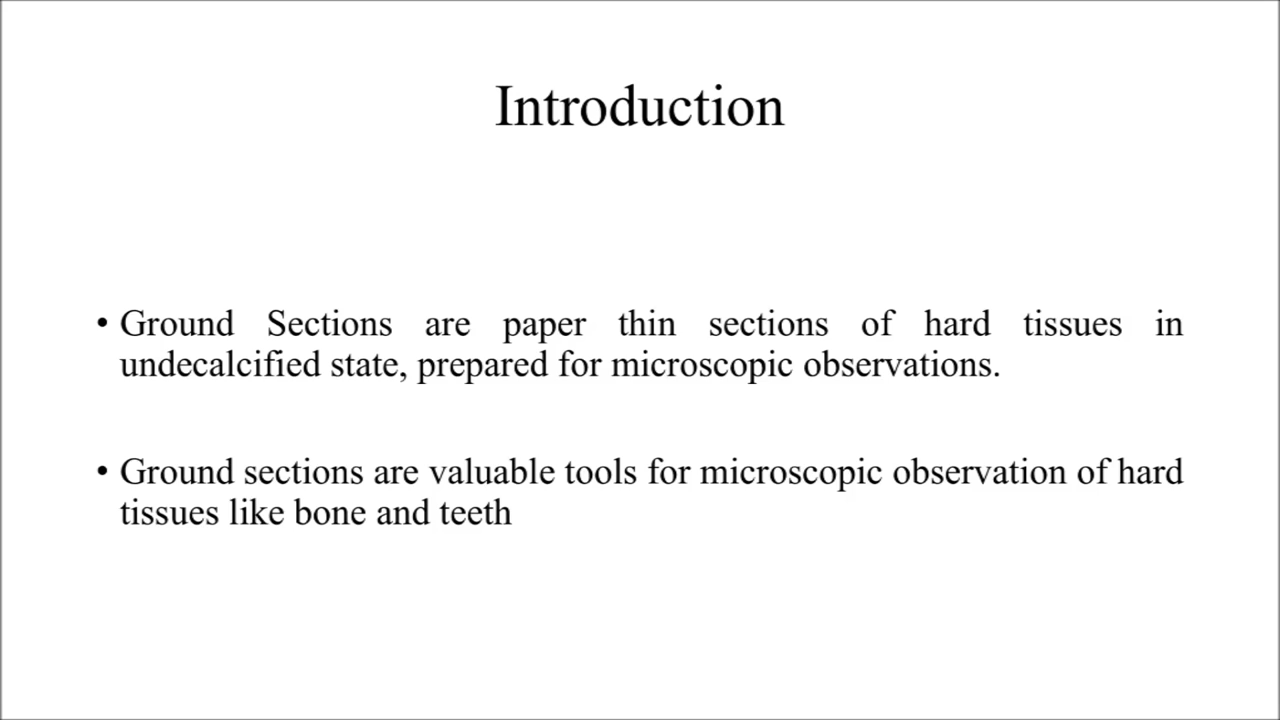 Introduction
• Ground Sections are paper thin sections of hard tissues in
undecalcified state, prepared for microscopic observations.
• Ground sections are valuable tools for microscopic observation of hard
tissues like bone and teeth